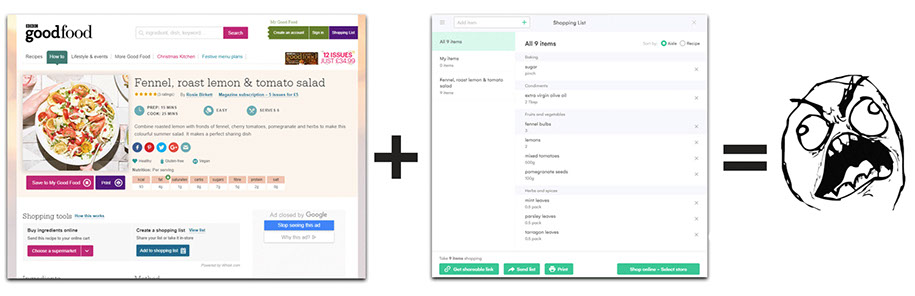 BBC
goodfood
Search ingredient, dish, keyword
My Good Food
Create an account
Sign in
Shopping List
Recipes
How to
Lifestyle & events
More Good Food
Christmas Kitchen
Festive menu plans
12 ISSUES
JUST £34.99
Fennel, roast lemon & tomato salad
By Rosie Birkett
Magazine subscription – 5 issues for £5
PREP: 15 MINS
COOK: 25 MINS
EASY
SERVES 6
Combine roasted lemon with fronds of fennel, cherry tomatoes, pomegranate and herbs to make this
colourful summer salad. It makes a perfect sharing dish
Healthy
Gluten-free
Vegan
Nutrition: Per serving
kcal
fat
saturates
carbs
sugars
fibre
protein
salt
Save to My Good Food
Print
Shopping tools
How this works
Buy ingredients online
Send this recipe to your online cart
Choose a supermarket
Create a shopping list
View list
Share your list or take it in-store
Add to shopping list
Powered by Whisk.com
Ad closed by Google
Stop seeing this ad
Why this ad?
Ingredients
Method
+
Add item
+
Shopping List
All 9 items
My items
0 items
Fennel, roast lemon & tomato
salad
9 items
All 9 items
Sort by:
Aisle
Recipe
Baking
sugar
pinch
Condiments
extra virgin olive oil
2 Tbsp
Fruits and vegetables
fennel bulbs
3
lemons
2
mixed tomatoes
500g
pomegranate seeds
100g
Herbs and spices
mint leaves
0.5 pack
parsley leaves
0.5 pack
tarragon leaves
0.5 pack
Take 9 items shopping
Get shareable link
Send list
Print
Shop online – Select store
=